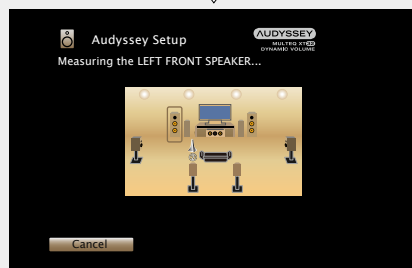 Audyssey Setup
AUDYSSEY
MULTEQ XT32
DYNAMIC VOLUME
Measuring the LEFT FRONT SPEAKER...
Cancel